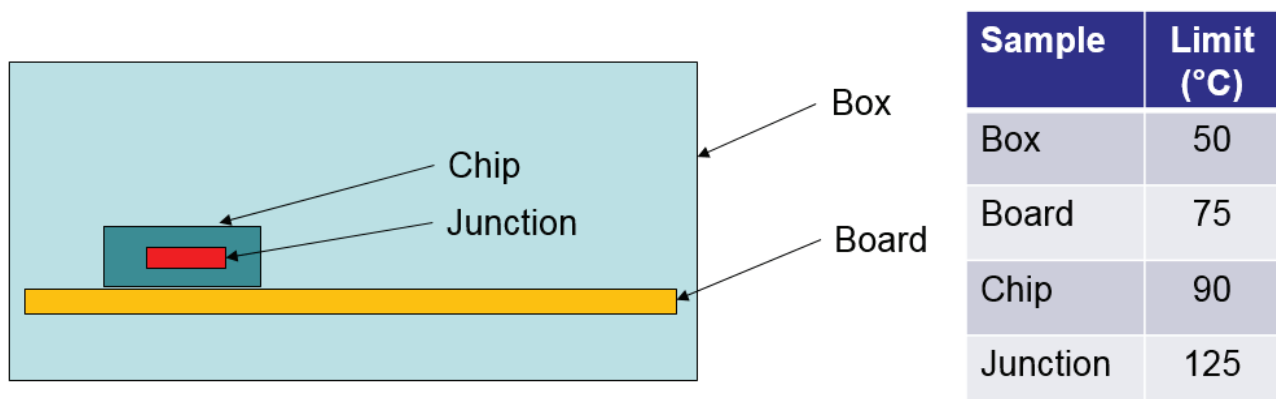 Box
Chip
Junction
Board
Sample Limit (°C)
Box 50
Board 75
Chip 90
Junction 125